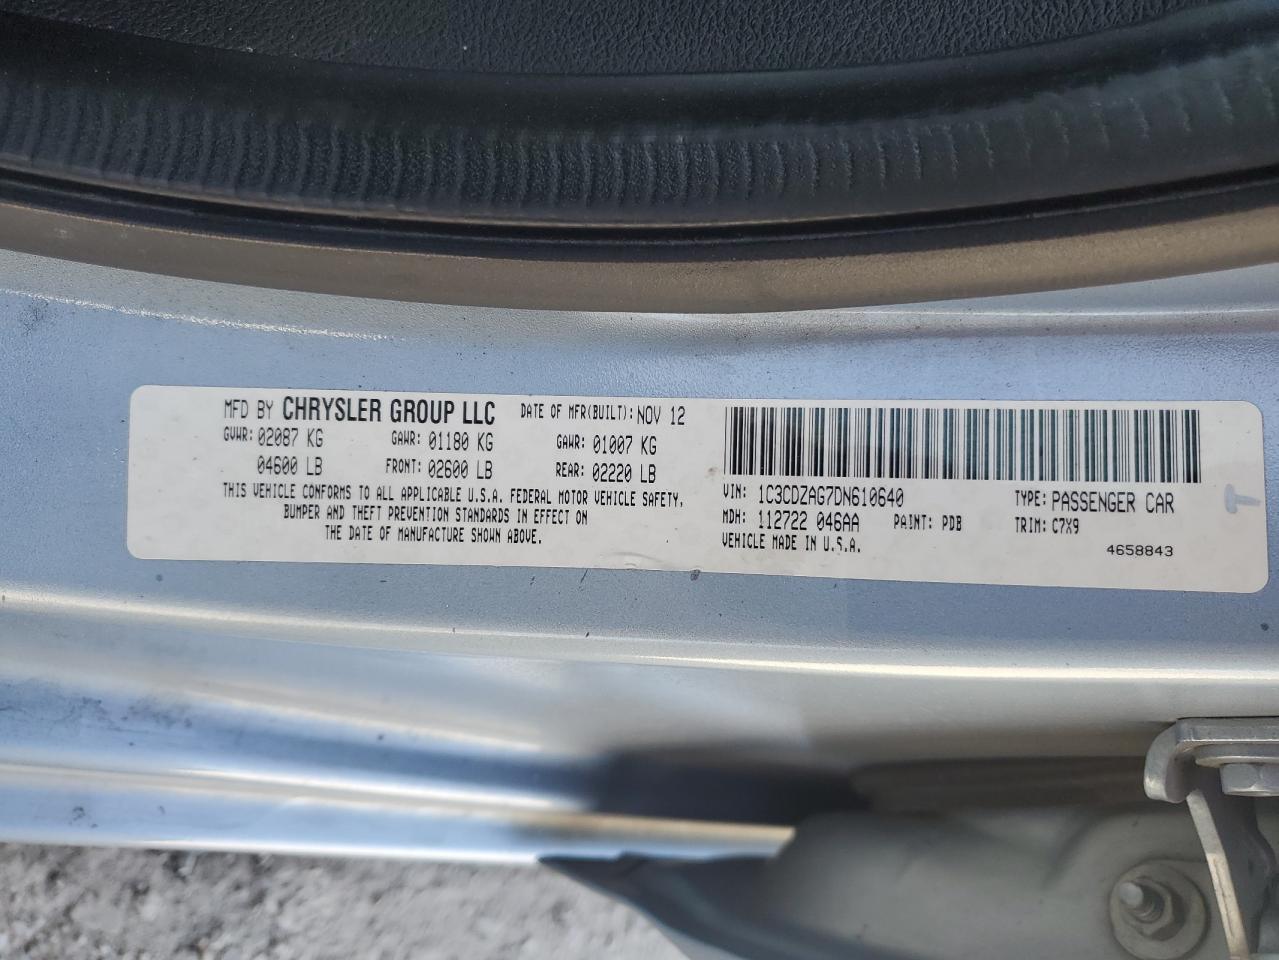 MFD BY CHRYSLER GROUP LLC DATE OF MFR(BUILT): NOV 12
GVWR: 02087 KG GAWR: 01180 KG GAWR: 01007 KG
04600 LB FRONT: 02600 LB REAR: 02220 LB
THIS VEHICLE CONFORMS TO ALL APPLICABLE U.S.A. FEDERAL MOTOR VEHICLE SAFETY,
BUMPER AND THEFT PREVENTION STANDARDS IN EFFECT ON
THE DATE OF MANUFACTURE SHOWN ABOVE.
VIN: 1C3CDZAG7DN610640 TYPE: PASSENGER CAR
MDH: 112722 046AA PAINT: PDB TRIM: C7X9
VEHICLE MADE IN U.S.A. 4658843